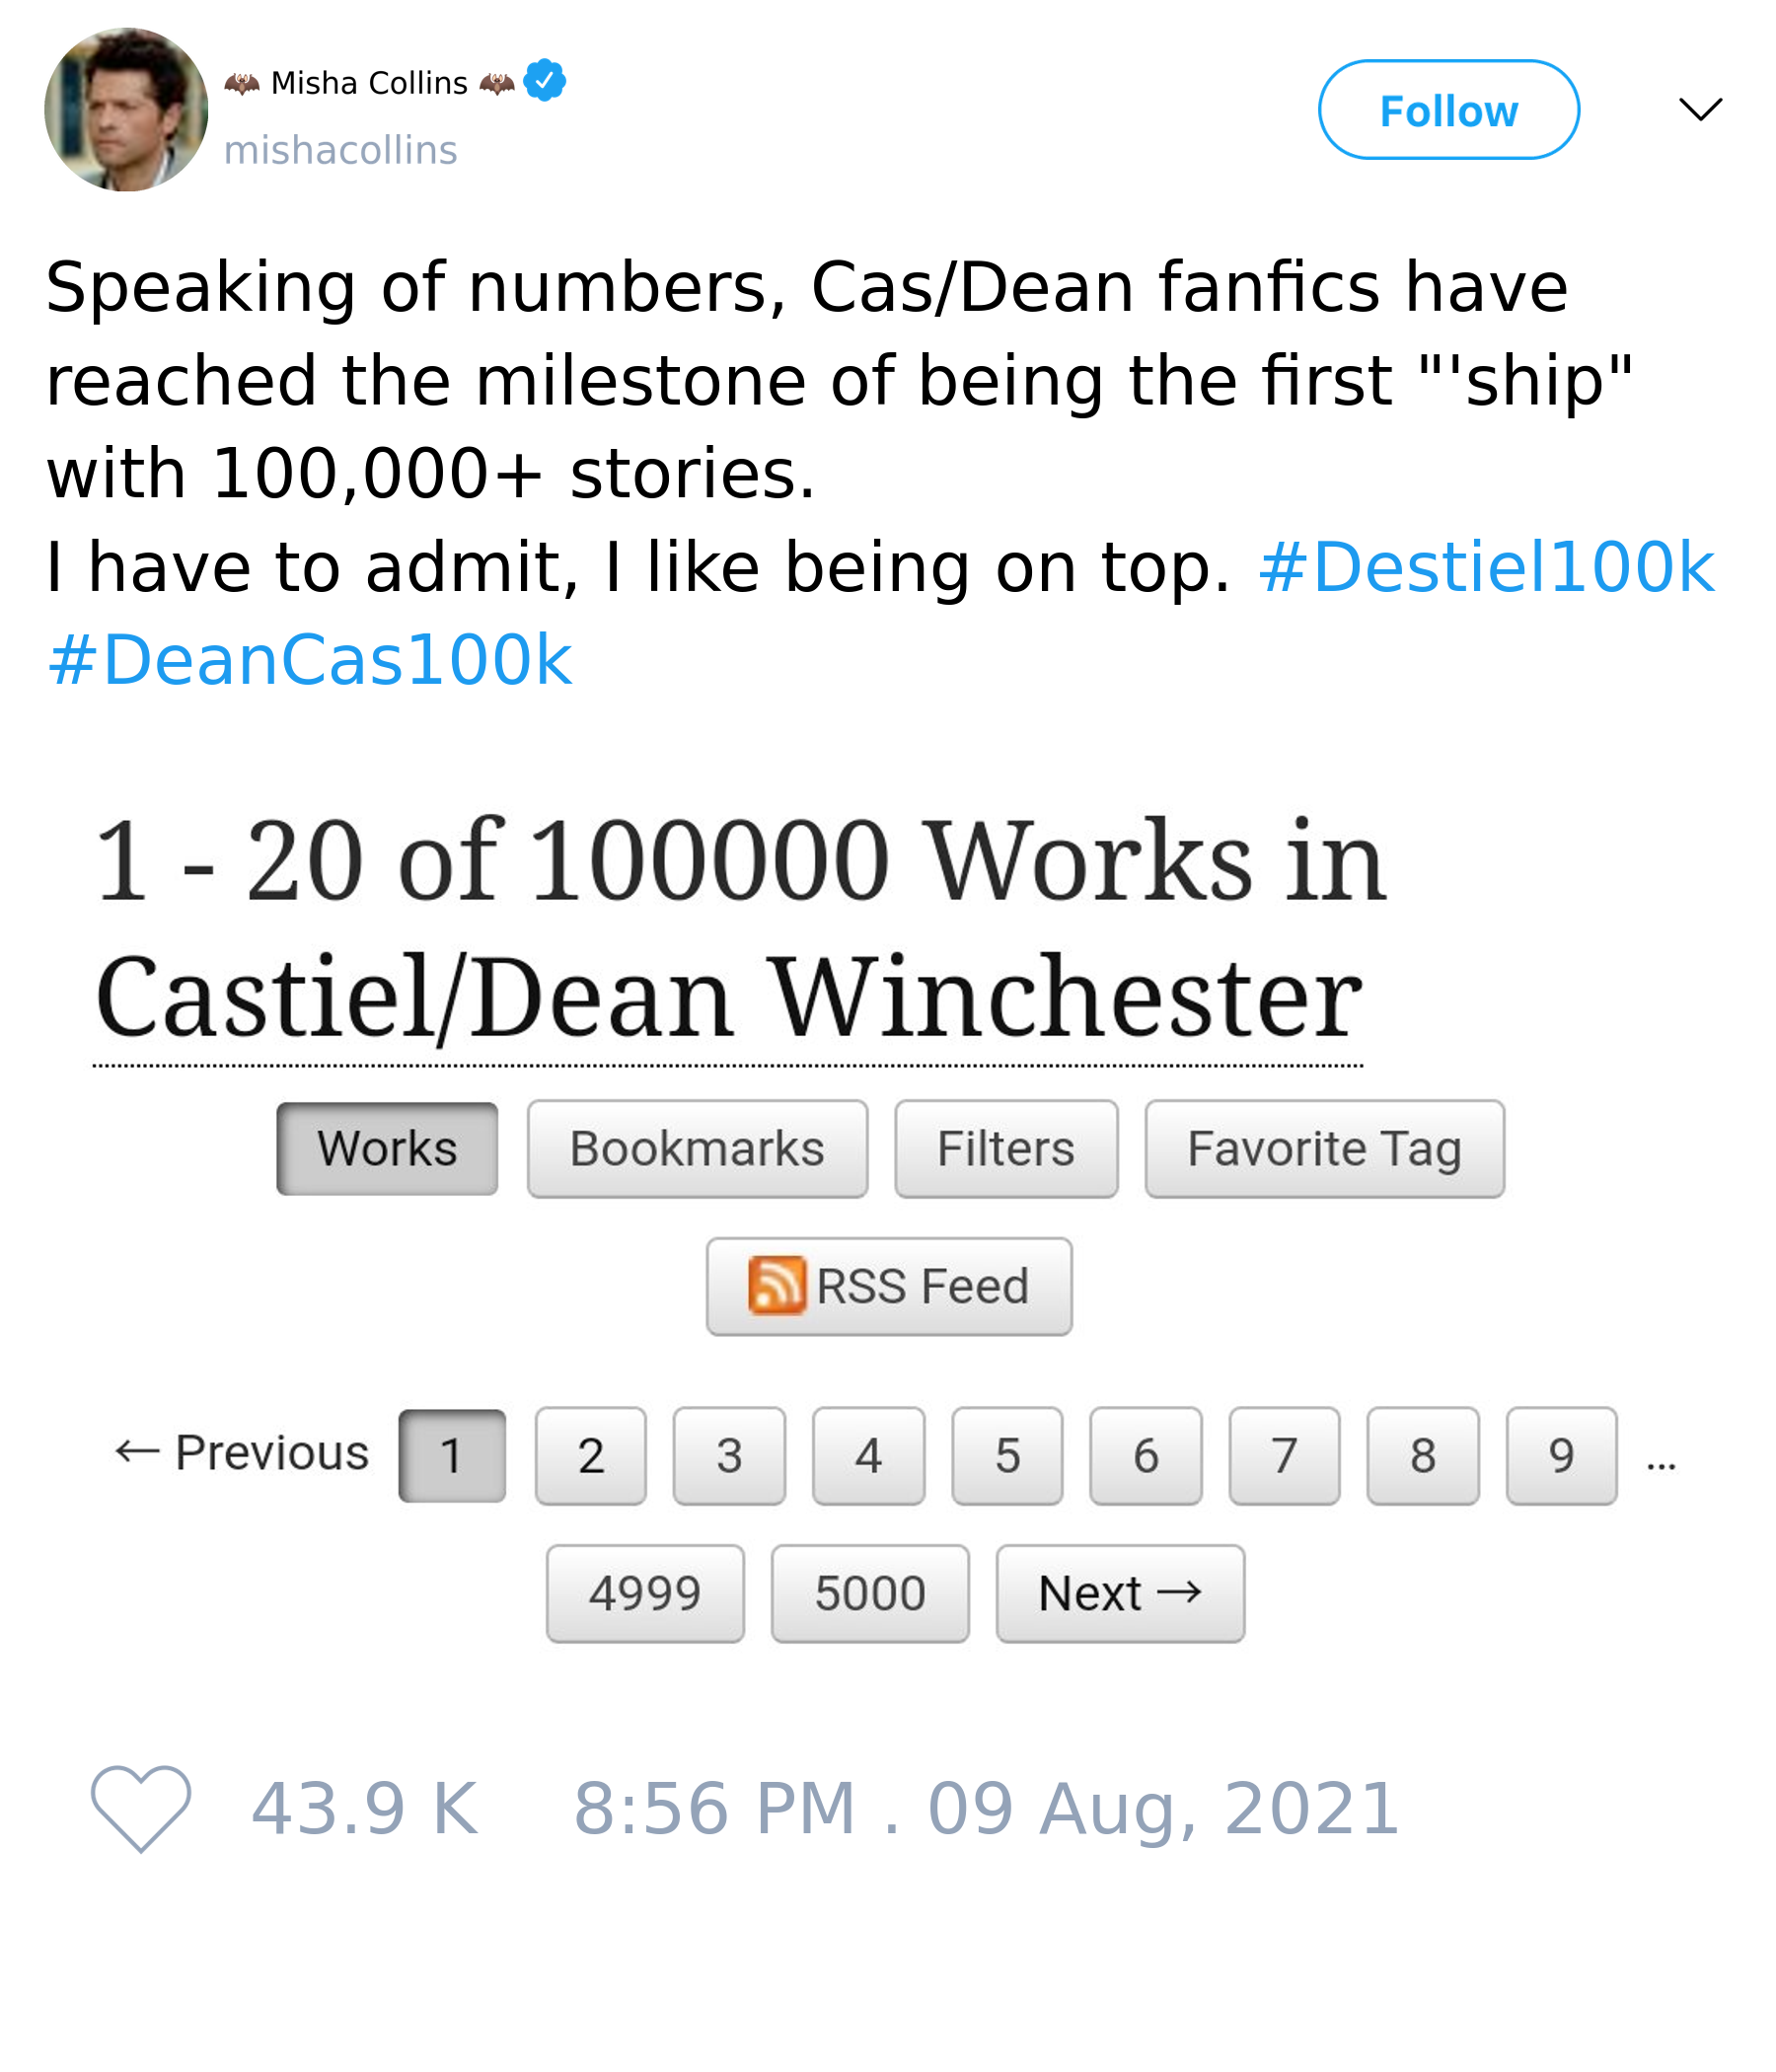 🦇 Misha Collins 🦇
mishacollins
Follow
Speaking of numbers, Cas/Dean fanfics have
reached the milestone of being the first "'ship"
with 100,000+ stories.
I have to admit, I like being on top. #Destiel100k
#DeanCas100k
1 - 20 of 100000 Works in
Castiel/Dean Winchester
Works Bookmarks Filters Favorite Tag
RSS Feed
← Previous 1 2 3 4 5 6 7 8 9 ...
4999 5000 Next →
43.9 K 8:56 PM . 09 Aug, 2021